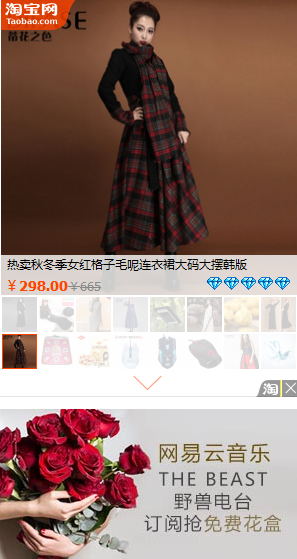 淘宝网
Taobao.com
SE
蒂花之色
热卖秋冬季女红格子毛呢连衣裙大码大摆韩版
￥298.00 ￥665
淘
网易云音乐
THE BEAST
野兽电台
订阅抢免费花盒